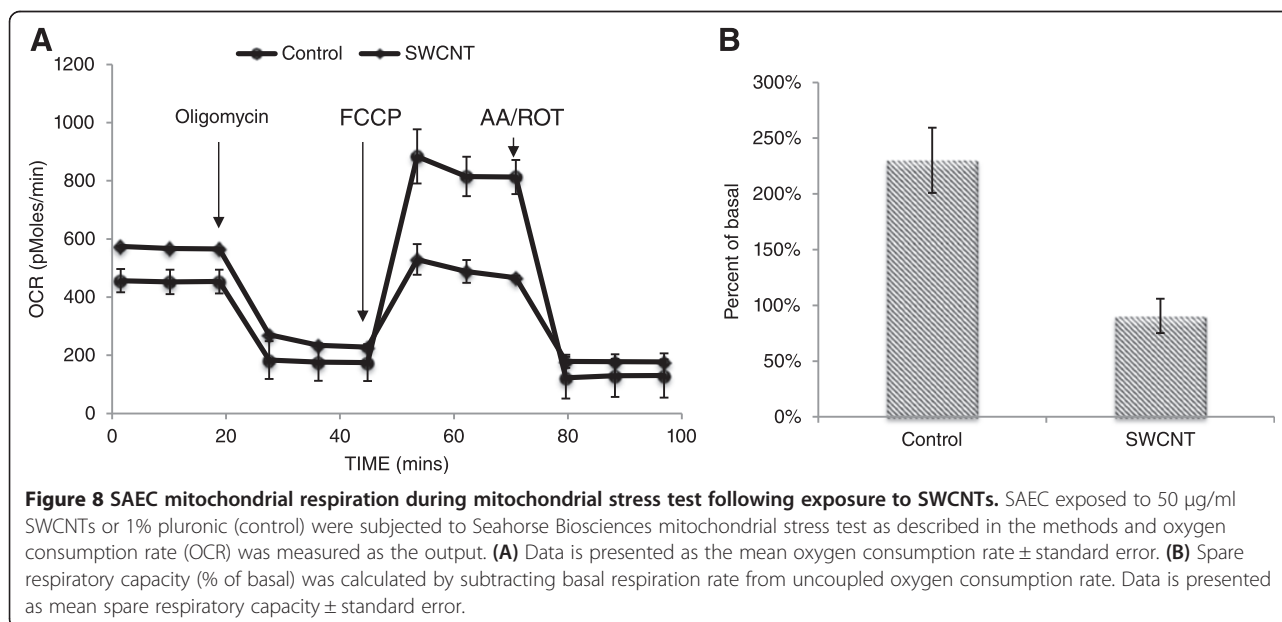 A
B
Control SWCNT
1200
1000
800
600
400
200
0
OCR (pMoles/min)
Oligomycin
FCCP
AA/ROT
0 20 40 60 80 100
TIME (mins)
300%
250%
200%
150%
100%
50%
0%
Percent of basal
Control SWCNT
Figure 8 SAEC mitochondrial respiration during mitochondrial stress test following exposure to SWCNTs. SAEC exposed to 50 μg/ml
SWCNTs or 1% pluronic (control) were subjected to Seahorse Biosciences mitochondrial stress test as described in the methods and oxygen
consumption rate (OCR) was measured as the output. (A) Data is presented as the mean oxygen consumption rate ± standard error. (B) Spare
respiratory capacity (% of basal) was calculated by subtracting basal respiration rate from uncoupled oxygen consumption rate. Data is presented
as mean spare respiratory capacity ± standard error.